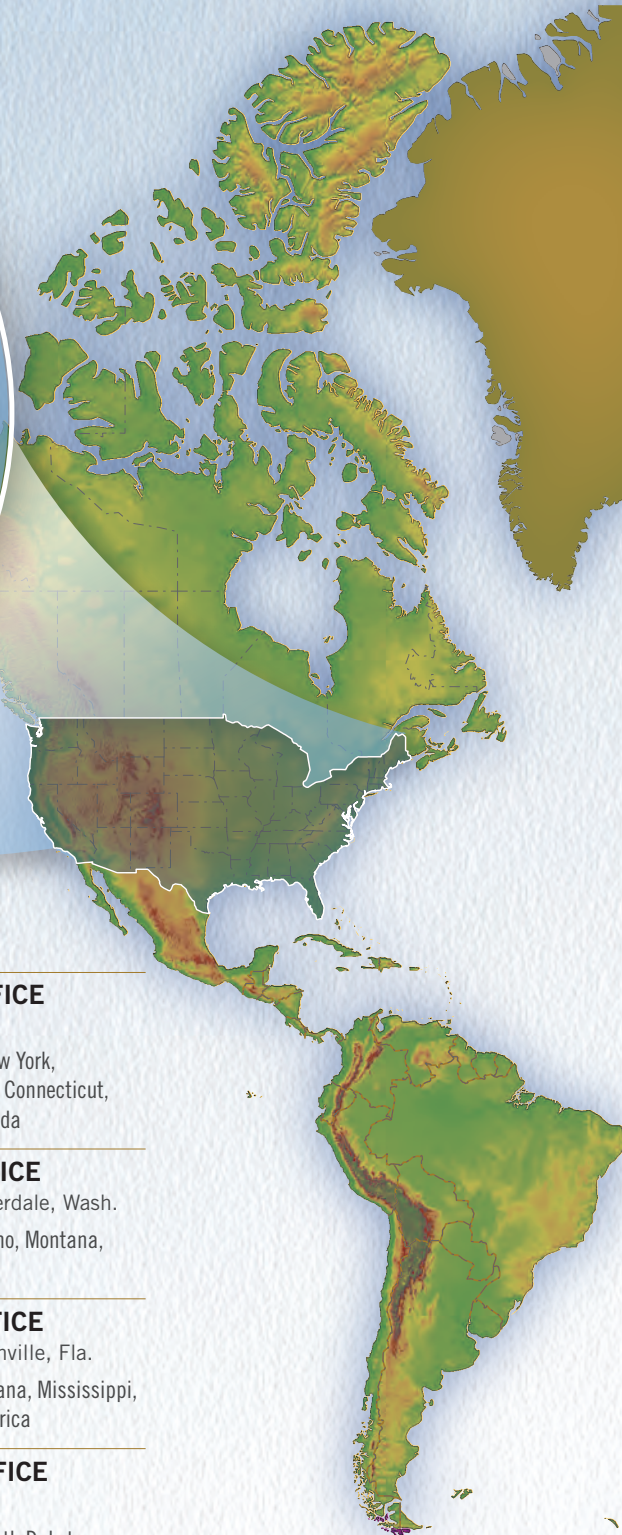 FICE
w York,
Connecticut,
da
ICE
erdale, Wash.
no, Montana,
FICE
nville, Fla.
ana, Mississippi,
rica
FICE